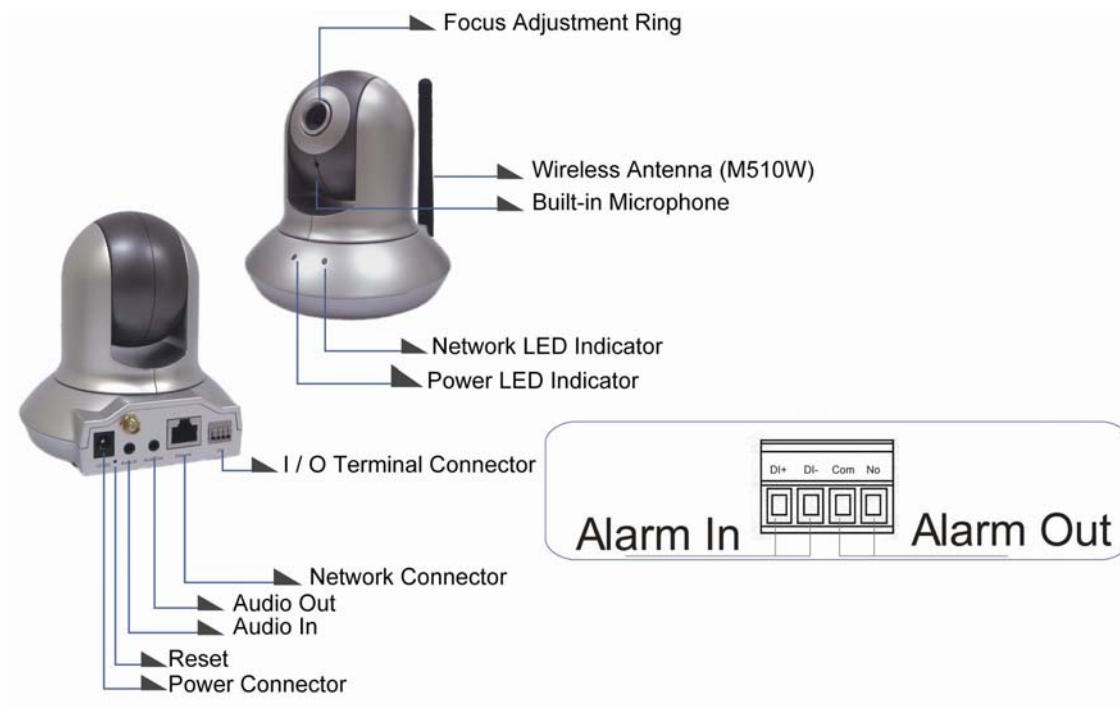 Focus Adjustment Ring
Wireless Antenna (M510W)
Built-in Microphone
Network LED Indicator
Power LED Indicator
I / O Terminal Connector
DI+ DI- Com No
Alarm In
Alarm Out
Network Connector
Audio Out
Audio In
Reset
Power Connector